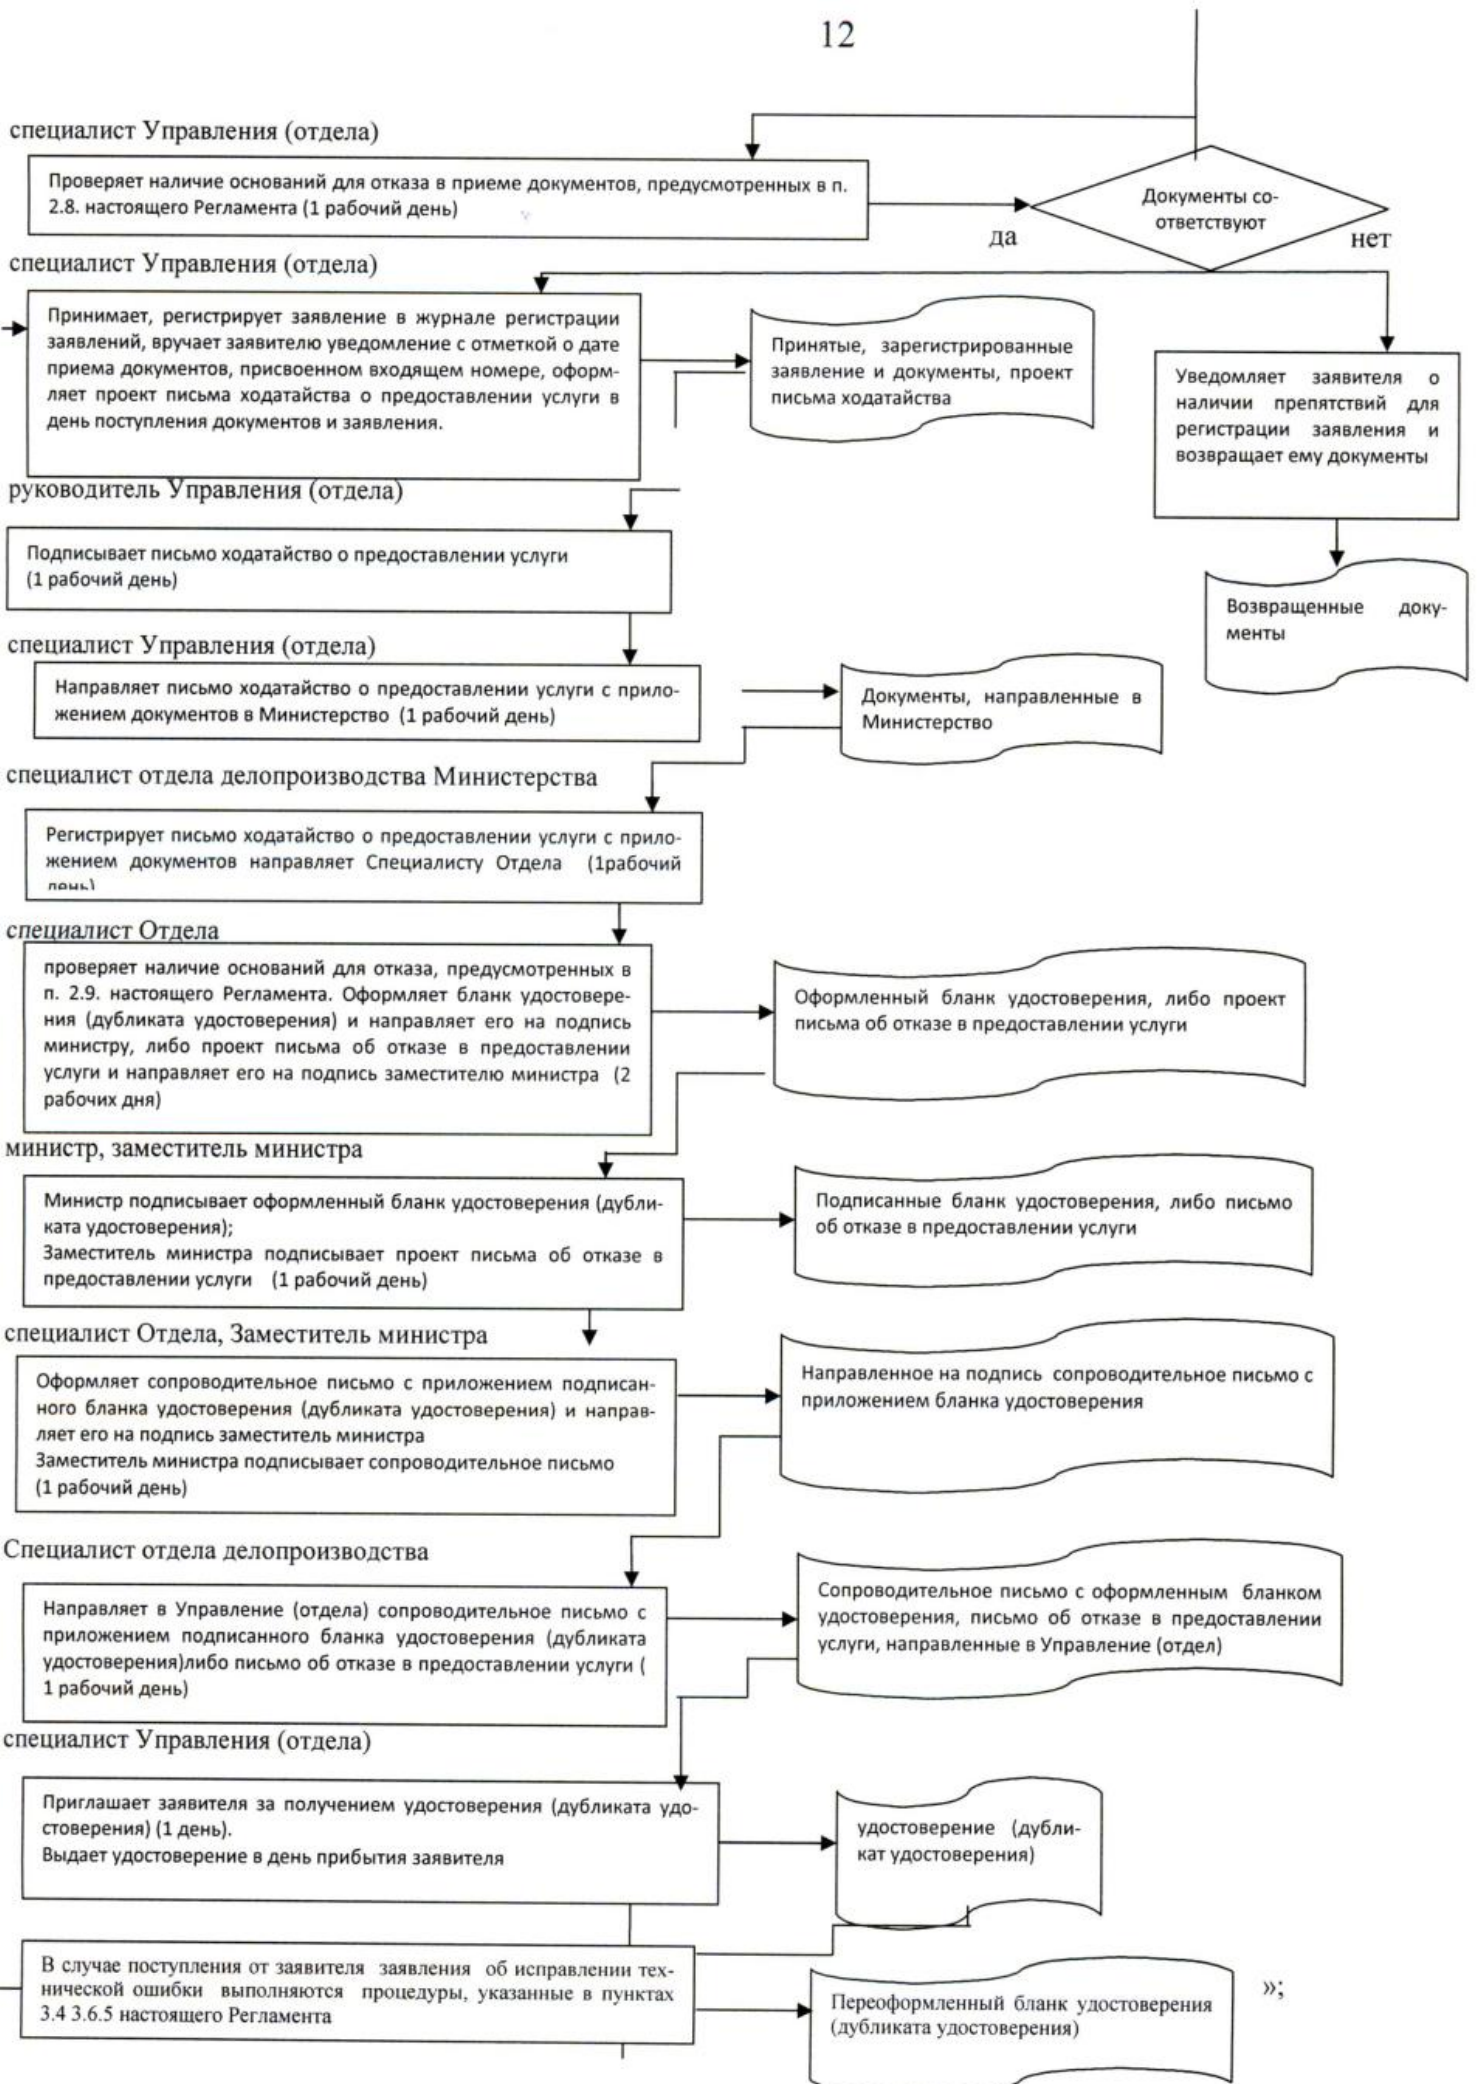 12
специалист Управления (отдела)
Проверяет наличие оснований для отказа в приеме документов, предусмотренных в п.
2.8. настоящего Регламента (1 рабочий день)
Документы со-
ответствуют
да
нет
специалист Управления (отдела)
Принимает, регистрирует заявление в журнале регистрации
заявлений, вручает заявителю уведомление с отметкой о дате
приема документов, присвоенном входящем номере, оформ-
ляет проект письма ходатайства о предоставлении услуги в
день поступления документов и заявления.
Принятые, зарегистрированные
заявление и документы, проект
письма ходатайства
Уведомляет заявителя о
наличии препятствий для
регистрации заявления и
возвращает ему документы
руководитель Управления (отдела)
Подписывает письмо ходатайство о предоставлении услуги
(1 рабочий день)
Возвращенные доку-
менты
специалист Управления (отдела)
Направляет письмо ходатайство о предоставлении услуги с прило-
жением документов в Министерство (1 рабочий день)
Документы, направленные в
Министерство
специалист отдела делопроизводства Министерства
Регистрирует письмо ходатайство о предоставлении услуги с прило-
жением документов направляет Специалисту Отдела (1рабочий
день)
специалист Отдела
проверяет наличие оснований для отказа, предусмотренных в
п. 2.9. настоящего Регламента. Оформляет бланк удостовере-
ния (дубликата удостоверения) и направляет его на подпись
министру, либо проект письма об отказе в предоставлении
услуги и направляет его на подпись заместителю министра (2
рабочих дня)
Оформленный бланк удостоверения, либо проект
письма об отказе в предоставлении услуги
министр, заместитель министра
Министр подписывает оформленный бланк удостоверения (дубли-
ката удостоверения);
Заместитель министра подписывает проект письма об отказе в
предоставлении услуги (1 рабочий день)
Подписанные бланк удостоверения, либо письмо
об отказе в предоставлении услуги
специалист Отдела, Заместитель министра
Оформляет сопроводительное письмо с приложением подписан-
ного бланка удостоверения (дубликата удостоверения) и направ-
ляет его на подпись заместитель министра
Заместитель министра подписывает сопроводительное письмо
(1 рабочий день)
Направленное на подпись сопроводительное письмо с
приложением бланка удостоверения
Специалист отдела делопроизводства
Направляет в Управление (отдела) сопроводительное письмо с
приложением подписанного бланка удостоверения (дубликата
удостоверения)либо письмо об отказе в предоставлении услуги (
1 рабочий день)
Сопроводительное письмо с оформленным бланком
удостоверения, письмо об отказе в предоставлении
услуги, направленные в Управление (отдел)
специалист Управления (отдела)
Приглашает заявителя за получением удостоверения (дубликата удо-
стоверения) (1 день).
Выдает удостоверение в день прибытия заявителя
удостоверение (дубли-
кат удостоверения)
В случае поступления от заявителя заявления об исправлении тех-
нической ошибки выполняются процедуры, указанные в пунктах
3.4 3.6.5 настоящего Регламента
Переоформленный бланк удостоверения
(дубликата удостоверения)
»;